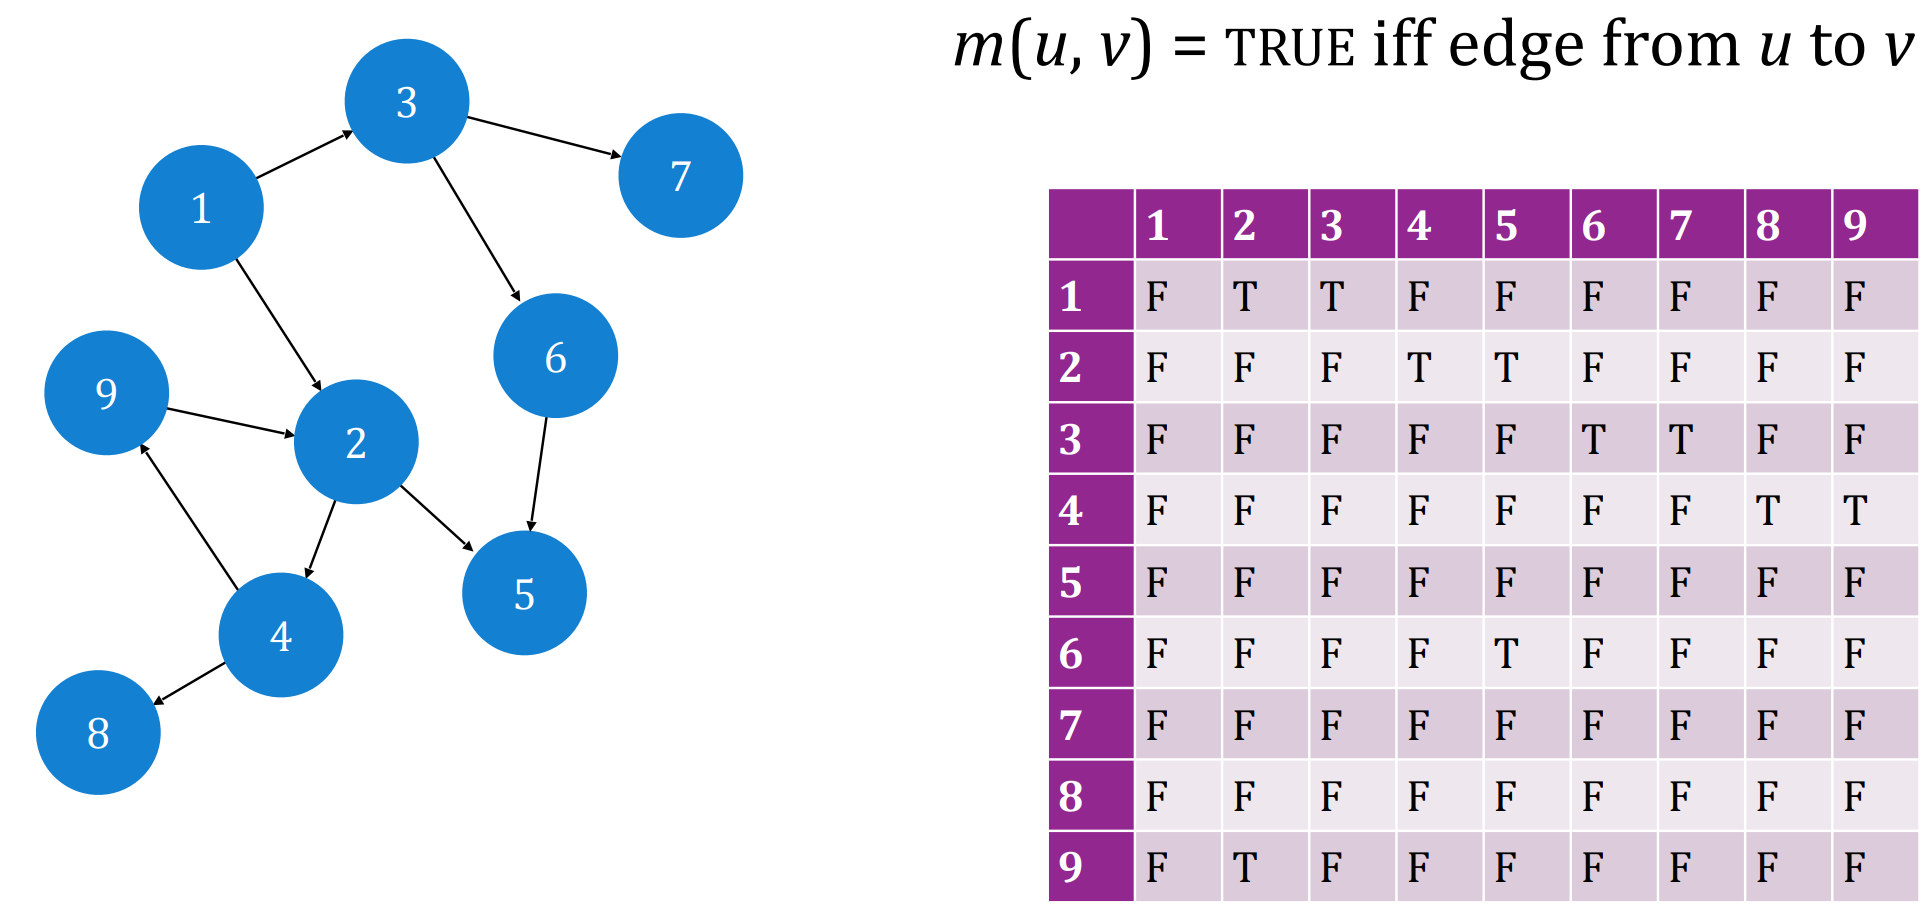 m(u, v) = TRUE iff edge from u to v
3
7
1
6
9
2
5
4
8
1 2 3 4 5 6 7 8 9
1 F T T F F F F F F
2 F F F T T F F F F
3 F F F F F T T F F
4 F F F F F F F T T
5 F F F F F F F F F
6 F F F F T F F F F
7 F F F F F F F F F
8 F F F F F F F F F
9 F T F F F F F F F